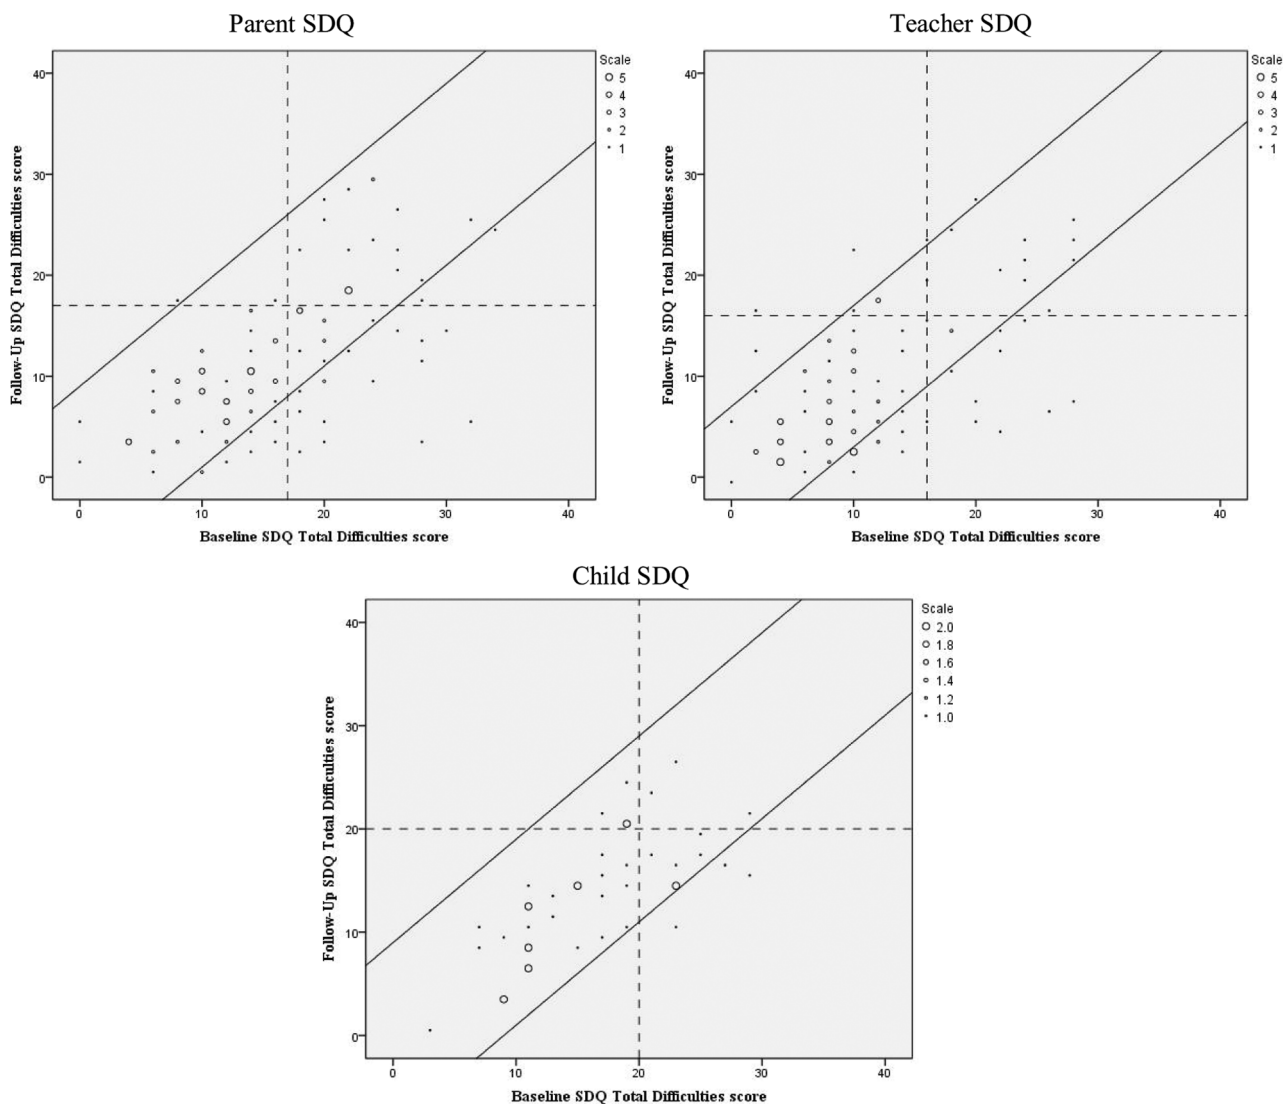 Parent SDQ
Follow-Up SDQ Total Difficulties score
40
30
20
10
0
0 10 20 30 40
Baseline SDQ Total Difficulties score
Scale
5
4
3
2
1
Teacher SDQ
Follow-Up SDQ Total Difficulties score
40
30
20
10
0
0 10 20 30 40
Baseline SDQ Total Difficulties score
Scale
5
4
3
2
1
Child SDQ
Follow-Up SDQ Total Difficulties score
40
30
20
10
0
0 10 20 30 40
Baseline SDQ Total Difficulties score
Scale
2.0
1.8
1.6
1.4
1.2
1.0